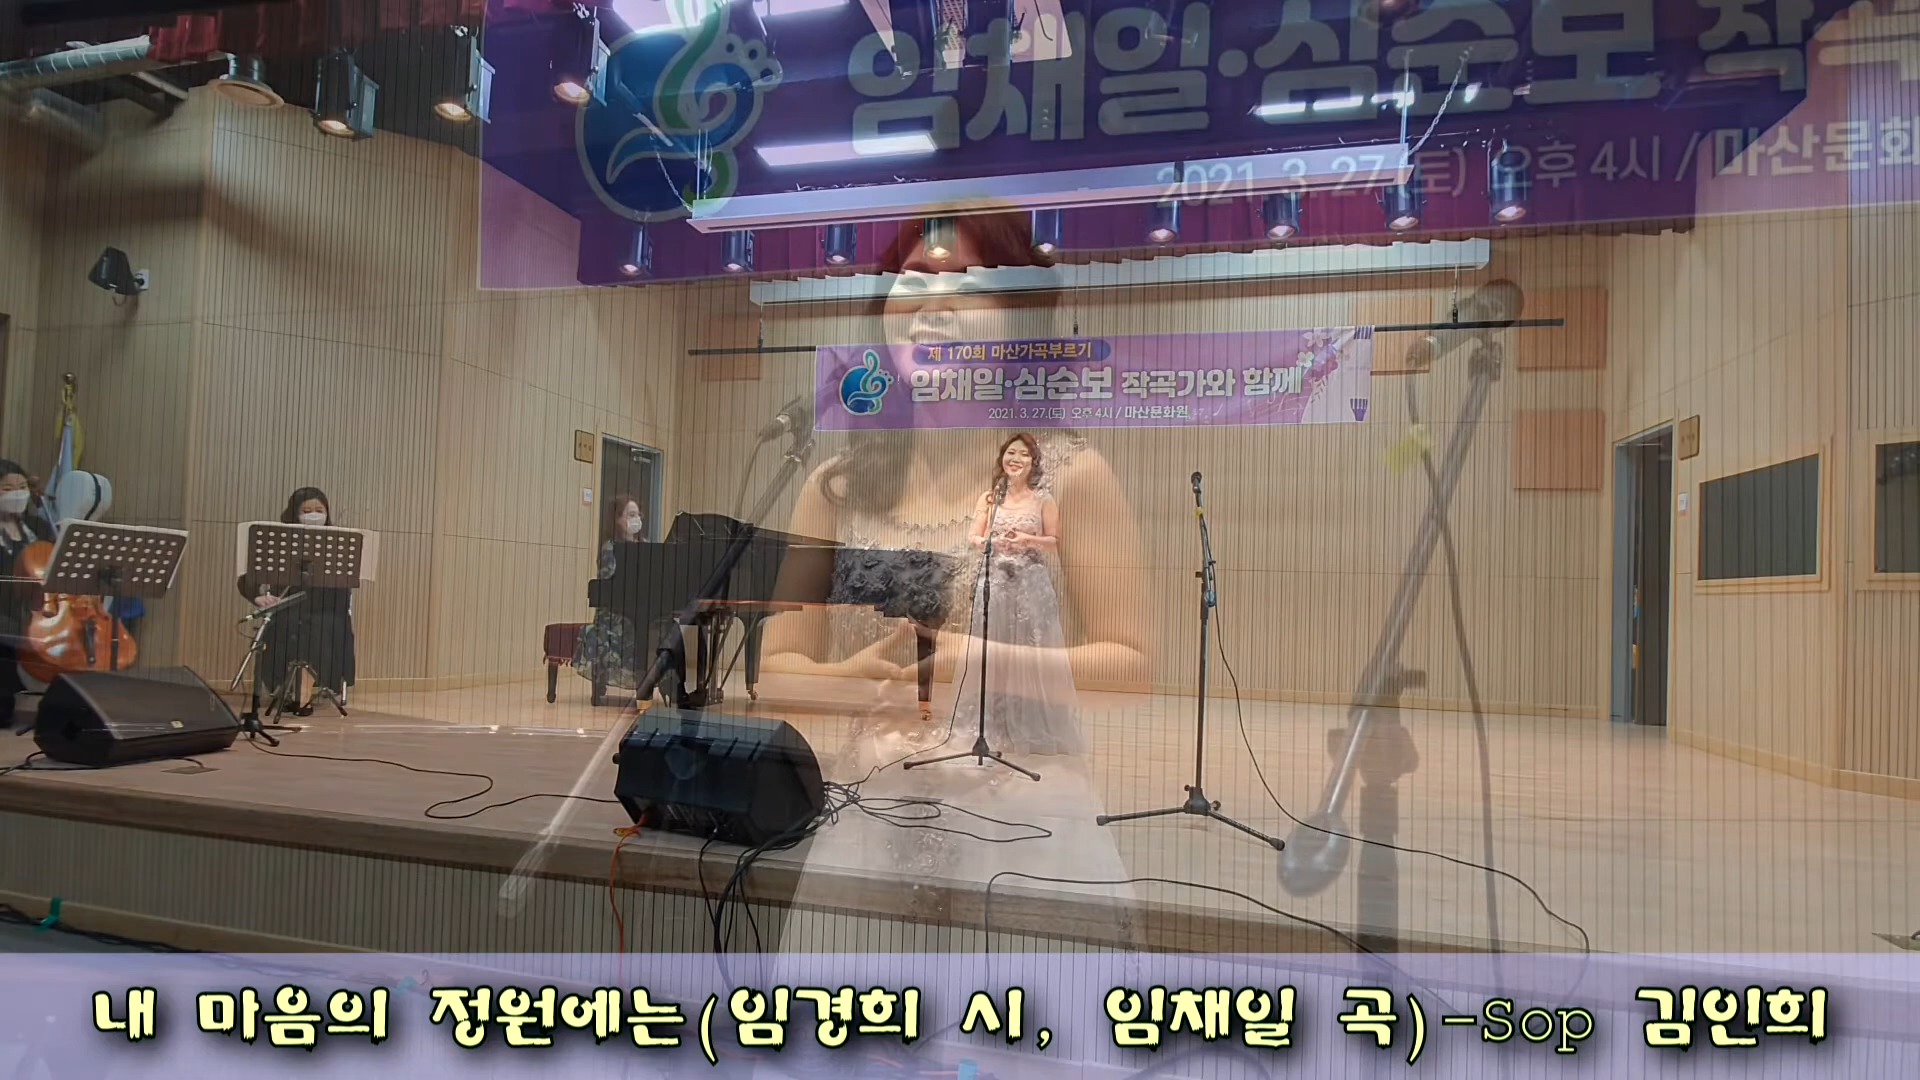 임채일·심순보 작곡
2021. 3. 27.(토) 오후 4시 / 마산문화
제 170회 마산가곡부르기
임채일·심순보 작곡가와 함께
2021. 3. 27.(토) 오후 4시 / 마산문화원
내 마음의 정원에는(임경희 시, 임채일 곡)-Sop 김인희